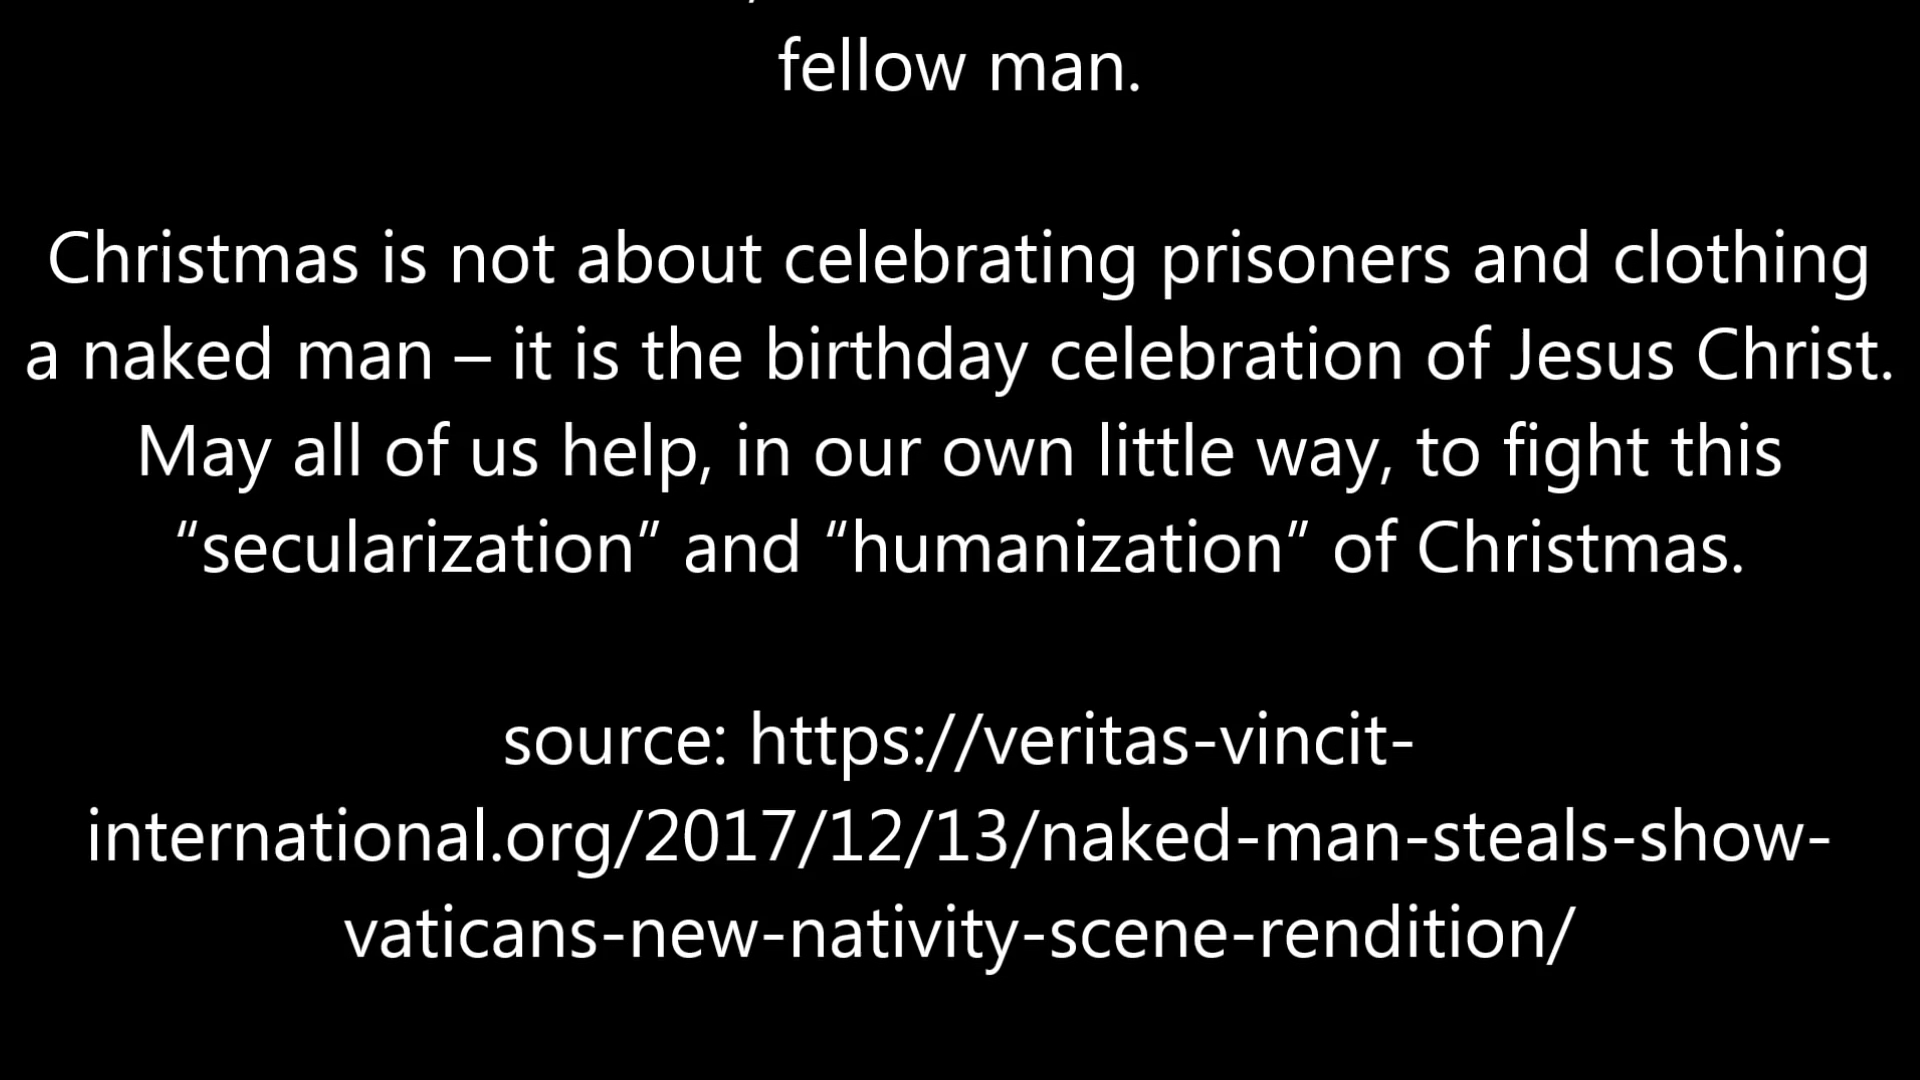 fellow man.
Christmas is not about celebrating prisoners and clothing
a naked man – it is the birthday celebration of Jesus Christ.
May all of us help, in our own little way, to fight this
“secularization” and “humanization” of Christmas.
source: https://veritas-vincit-
international.org/2017/12/13/naked-man-steals-show-
vaticans-new-nativity-scene-rendition/